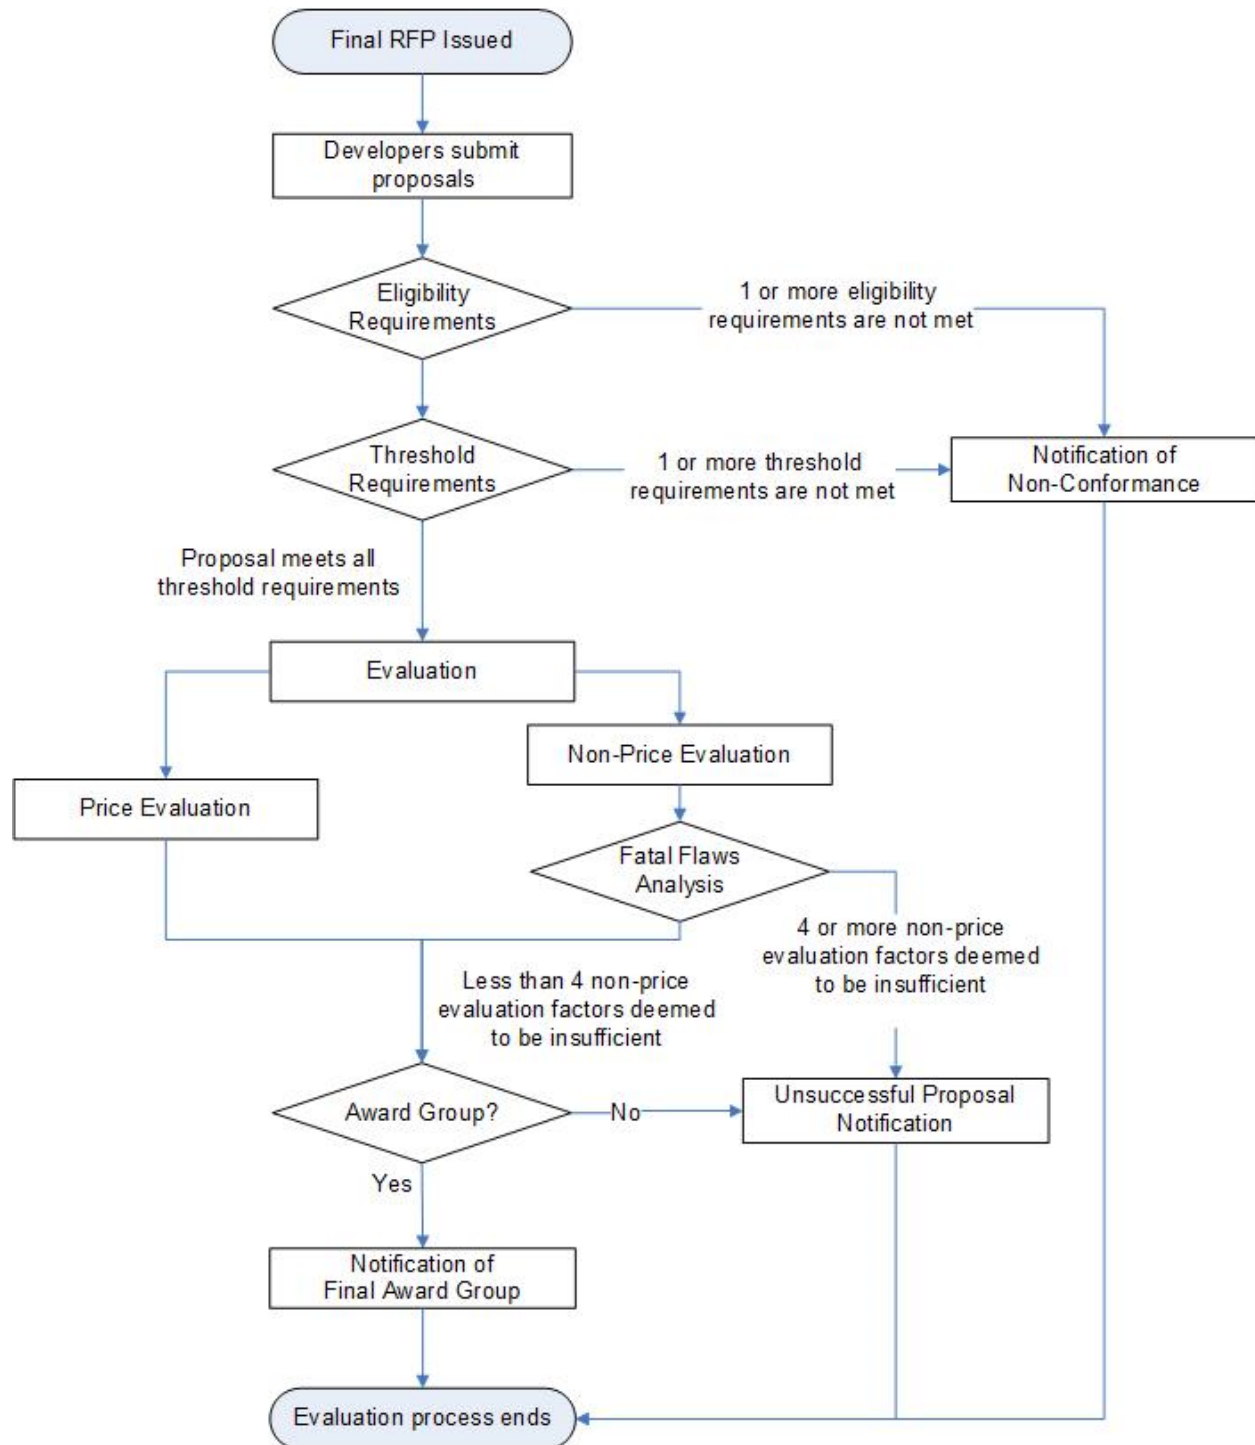 Final RFP Issued
Developers submit
proposals
Eligibility
Requirements
1 or more eligibility
requirements are not met
Threshold
Requirements
1 or more threshold
requirements are not met
Notification of
Non-Conformance
Proposal meets all
threshold requirements
Evaluation
Non-Price Evaluation
Price Evaluation
Fatal Flaws
Analysis
4 or more non-price
evaluation factors deemed
to be insufficient
Less than 4 non-price
evaluation factors deemed
to be insufficient
Award Group?
No
Unsuccessful Proposal
Notification
Yes
Notification of
Final Award Group
Evaluation process ends